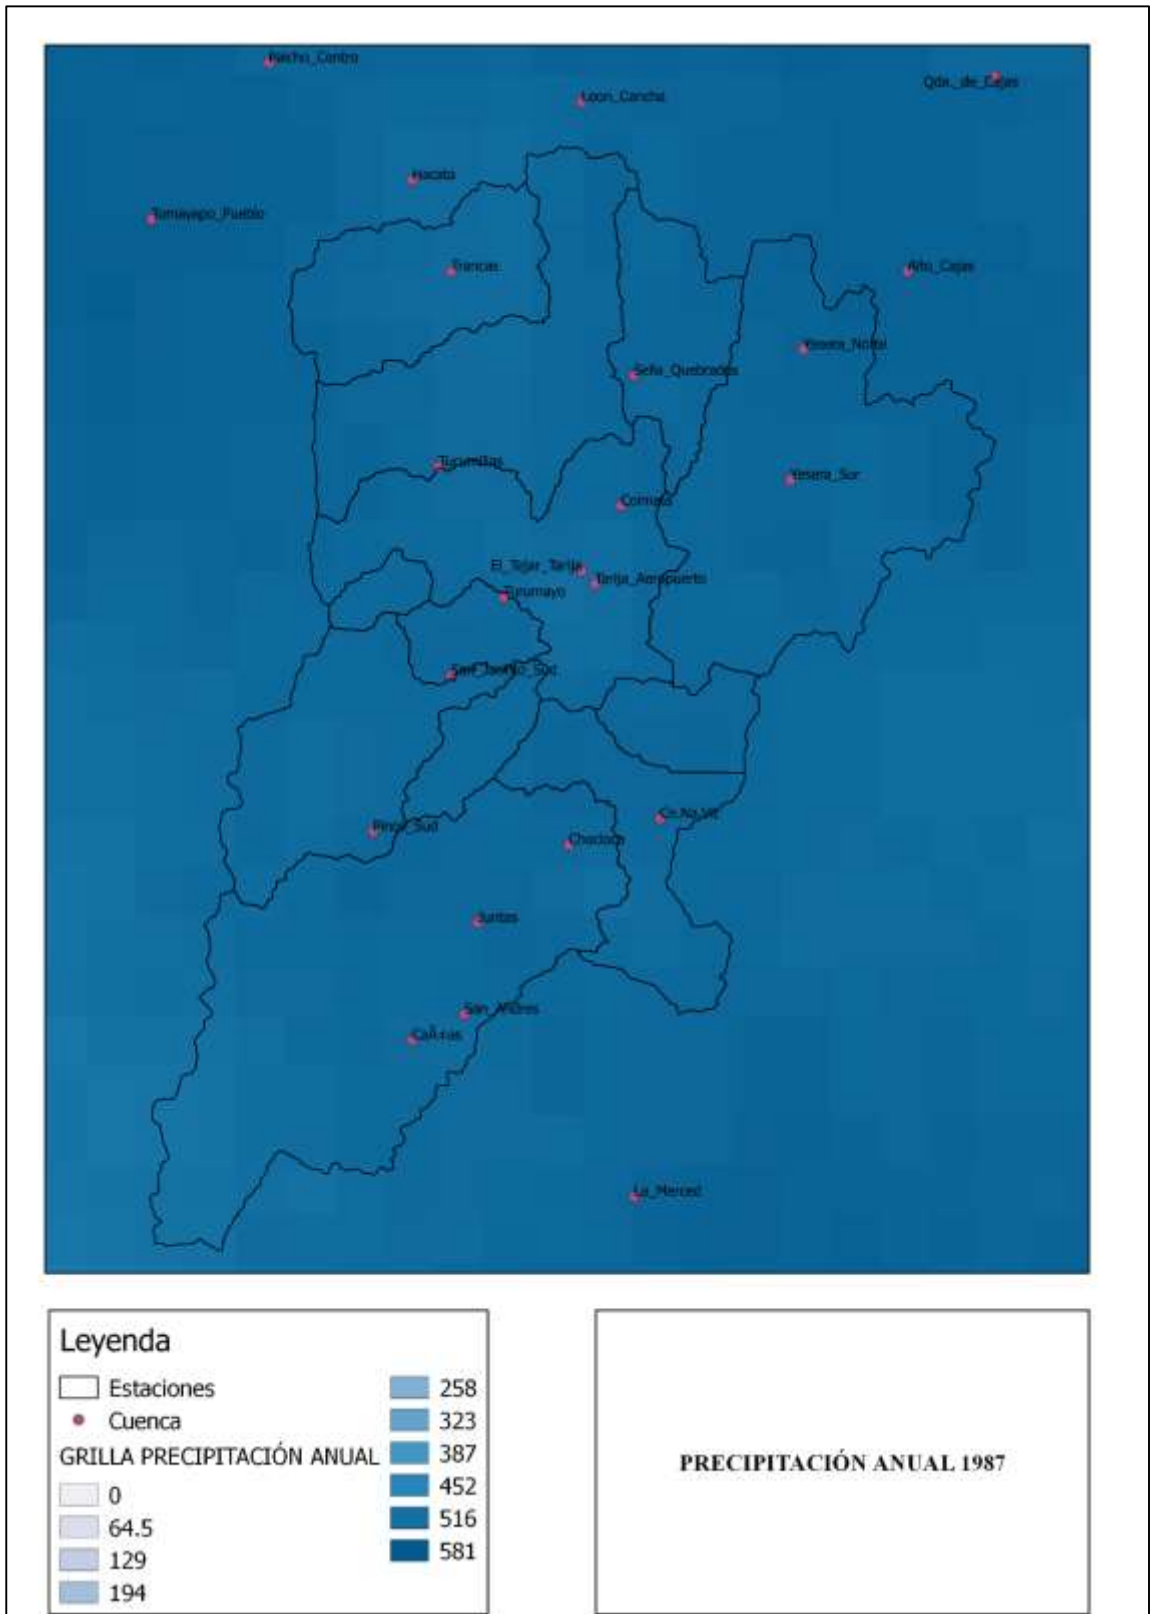 Leon_Cancha
Qda._de_Cajas
Tomayapo_Pueblo
Trancas
Alto_Cajas
Yesera_Norte
Sella_Quebradas
Tucumillas
Yesera_Sur
Coimata
El_Tejar_Tarija
Tarija_Aeropuerto
Turumayo
Pinos_Sud
Ce.Na.Vit
Chocloca
Juntas
San_Andres
CaÃ±as
La_Merced
Leyenda
Estaciones
Cuenca
GRILLA PRECIPITACIÓN ANUAL
0
64.5
129
194
258
323
387
452
516
581
PRECIPITACIÓN ANUAL 1987